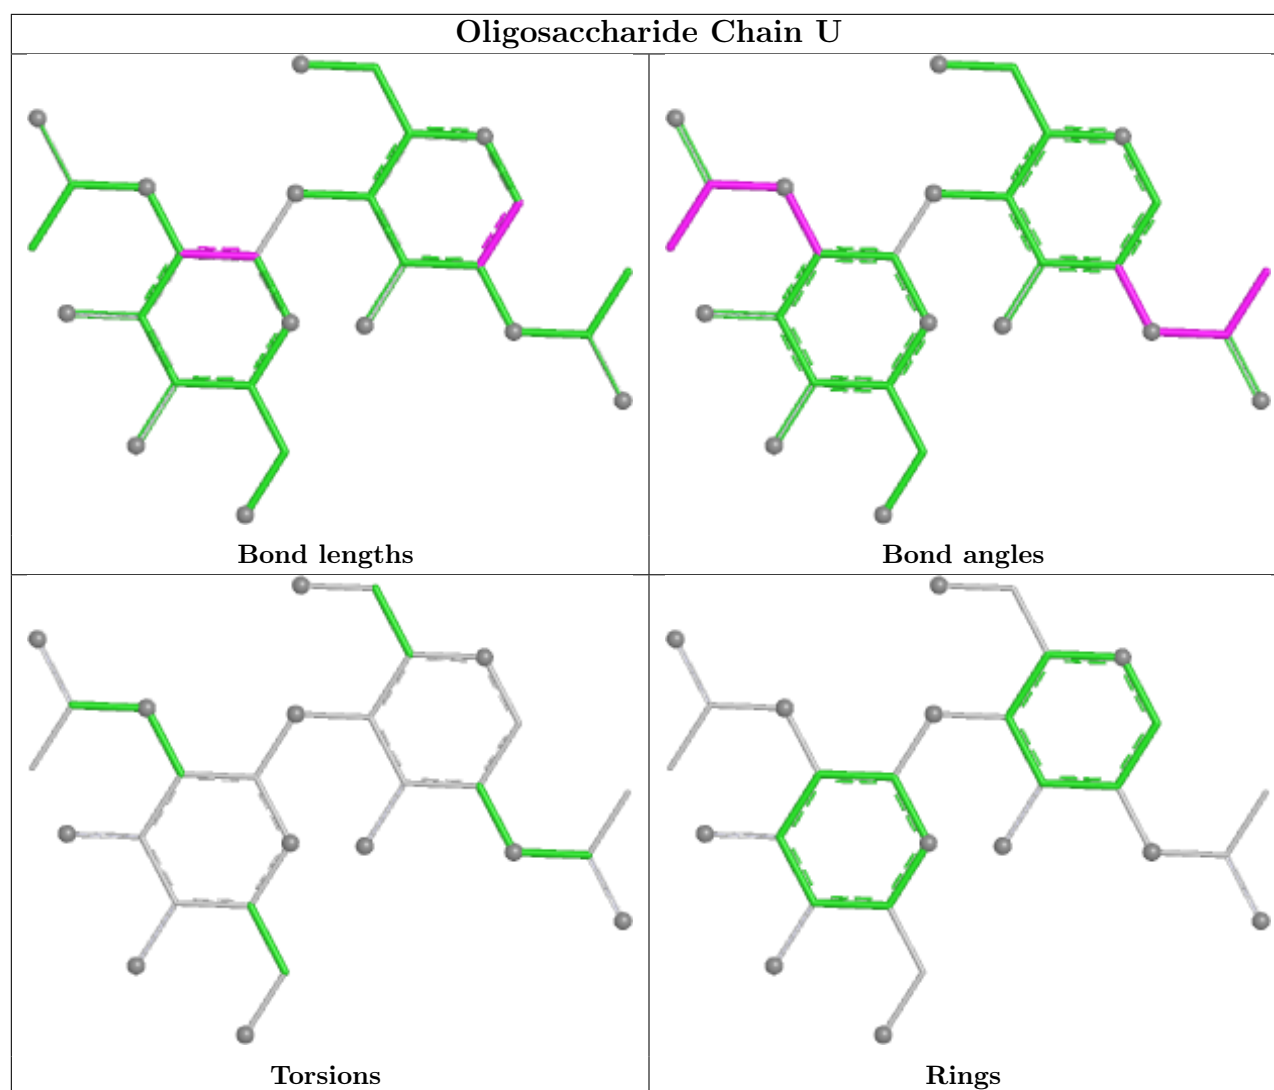 Oligosaccharide Chain U
Bond lengths
Bond angles
Torsions
Rings